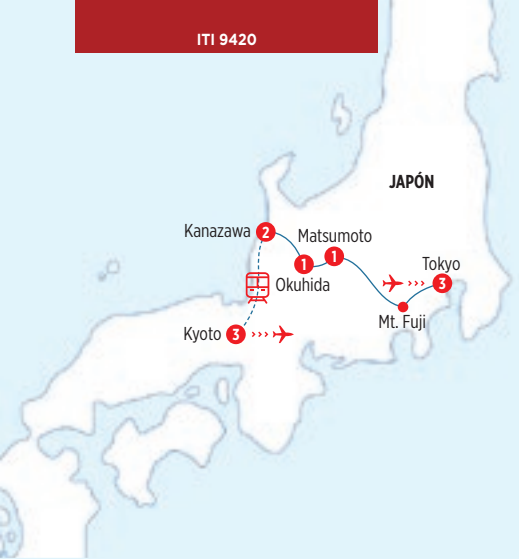 ITI 9420
JAPÓN
Kanazawa
2
Matsumoto
1
1
Okuhida
Tokyo
3
Mt. Fuji
Kyoto
3